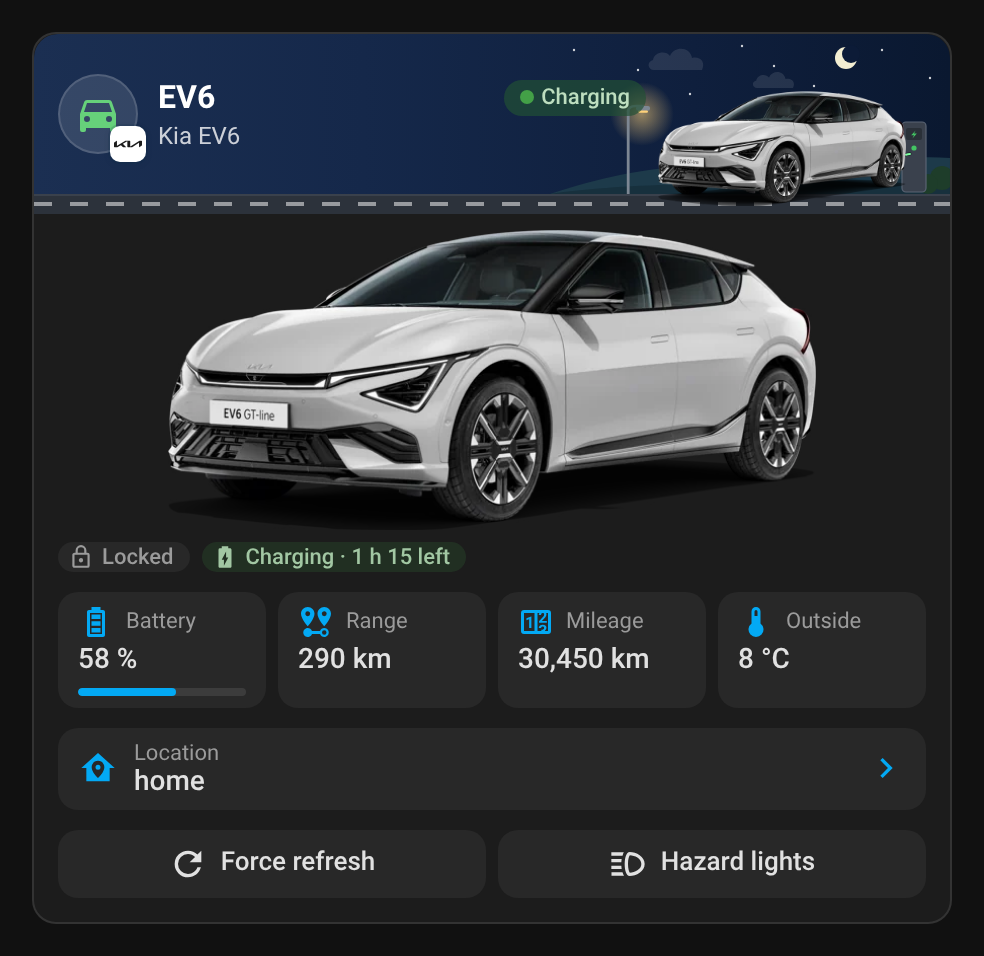 EV6
Kia EV6
Charging
EV6 GT-line
Locked
Charging · 1 h 15 left
Battery
58 %
Range
290 km
Mileage
30,450 km
Outside
8 °C
Location
home
Force refresh
Hazard lights